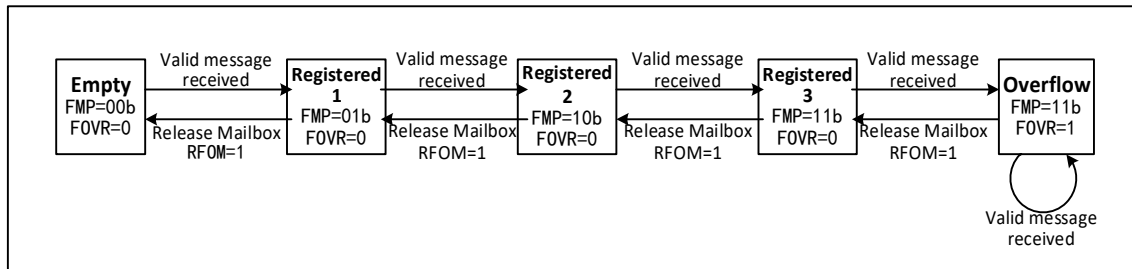 Empty
FMP=00b
FOVR=0
Valid message
received
Release Mailbox
RFOM=1
Registered
1
FMP=01b
FOVR=0
Valid message
received
Release Mailbox
RFOM=1
Registered
2
FMP=10b
FOVR=0
Valid message
received
Release Mailbox
RFOM=1
Registered
3
FMP=11b
FOVR=0
Valid message
received
Release Mailbox
RFOM=1
Overflow
FMP=11b
FOVR=1
Valid message
received